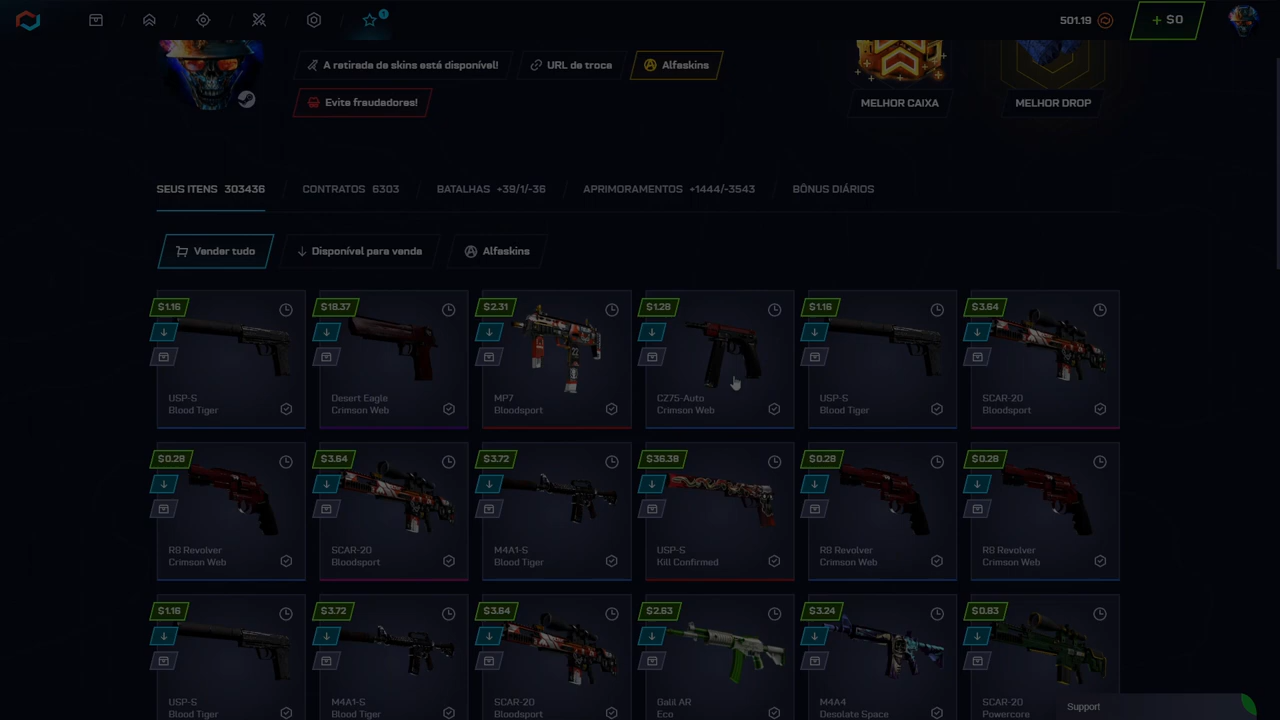 501.19
+ $0
1
A retirada de skins está disponível!
URL de troca
Alfaskins
Evite fraudadores!
MELHOR CAIXA
MELHOR DROP
SEUS ITENS 303436
CONTRATOS 6303
BATALHAS +39/1/-36
APRIMORAMENTOS +1444/-3543
BÔNUS DIÁRIOS
Vender tudo
Disponível para venda
Alfaskins
$1.16
$18.37
$2.31
$1.28
$1.16
$3.64
USP-S
Blood Tiger
Desert Eagle
Crimson Web
MP7
Bloodsport
CZ75-Auto
Crimson Web
USP-S
Blood Tiger
SCAR-20
Bloodsport
$0.28
$3.64
$3.72
$36.38
$0.28
$0.28
R8 Revolver
Crimson Web
SCAR-20
Bloodsport
M4A1-S
Blood Tiger
USP-S
Kill Confirmed
R8 Revolver
Crimson Web
R8 Revolver
Crimson Web
$1.16
$3.72
$3.64
$2.63
$3.24
$0.83
USP-S
Blood Tiger
M4A1-S
Blood Tiger
SCAR-20
Bloodsport
Galil AR
Eco
M4A4
Desolate Space
SCAR-20
Powercore
Support